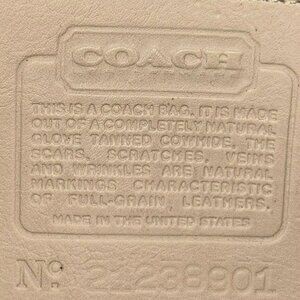 COACH
THIS IS A COACH BAG. IT IS MADE
OUT OF A COMPLETELY NATURAL
GLOVE TANNED COWHIDE. THE
SCARS, SCRATCHES, VEINS
AND WRINKLES ARE NATURAL
MARKINGS CHARACTERISTIC
OF FULL-GRAIN LEATHERS.
MADE IN THE UNITED STATES
Nº 21238901